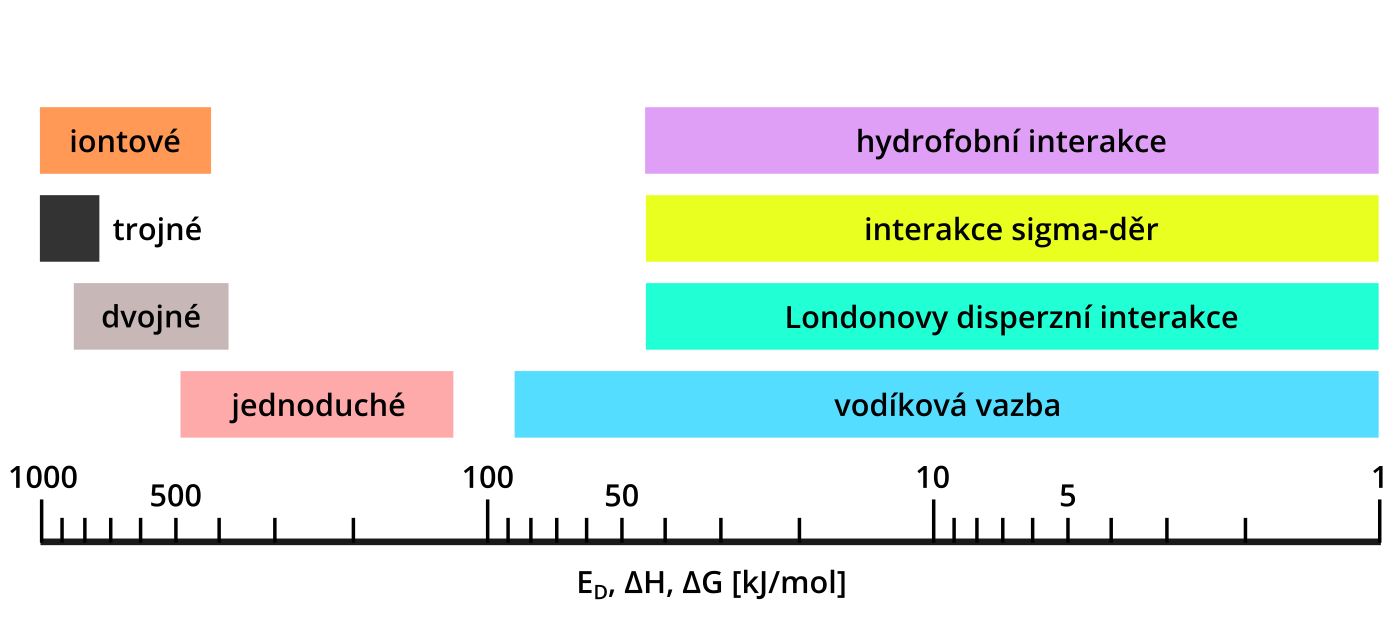 iontové
hydrofobní interakce
trojné
interakce sigma-děr
dvojné
Londonovy disperzní interakce
jednoduché
vodíková vazba
1000
500
100
50
10
5
1
E_D, ΔH, ΔG [kJ/mol]